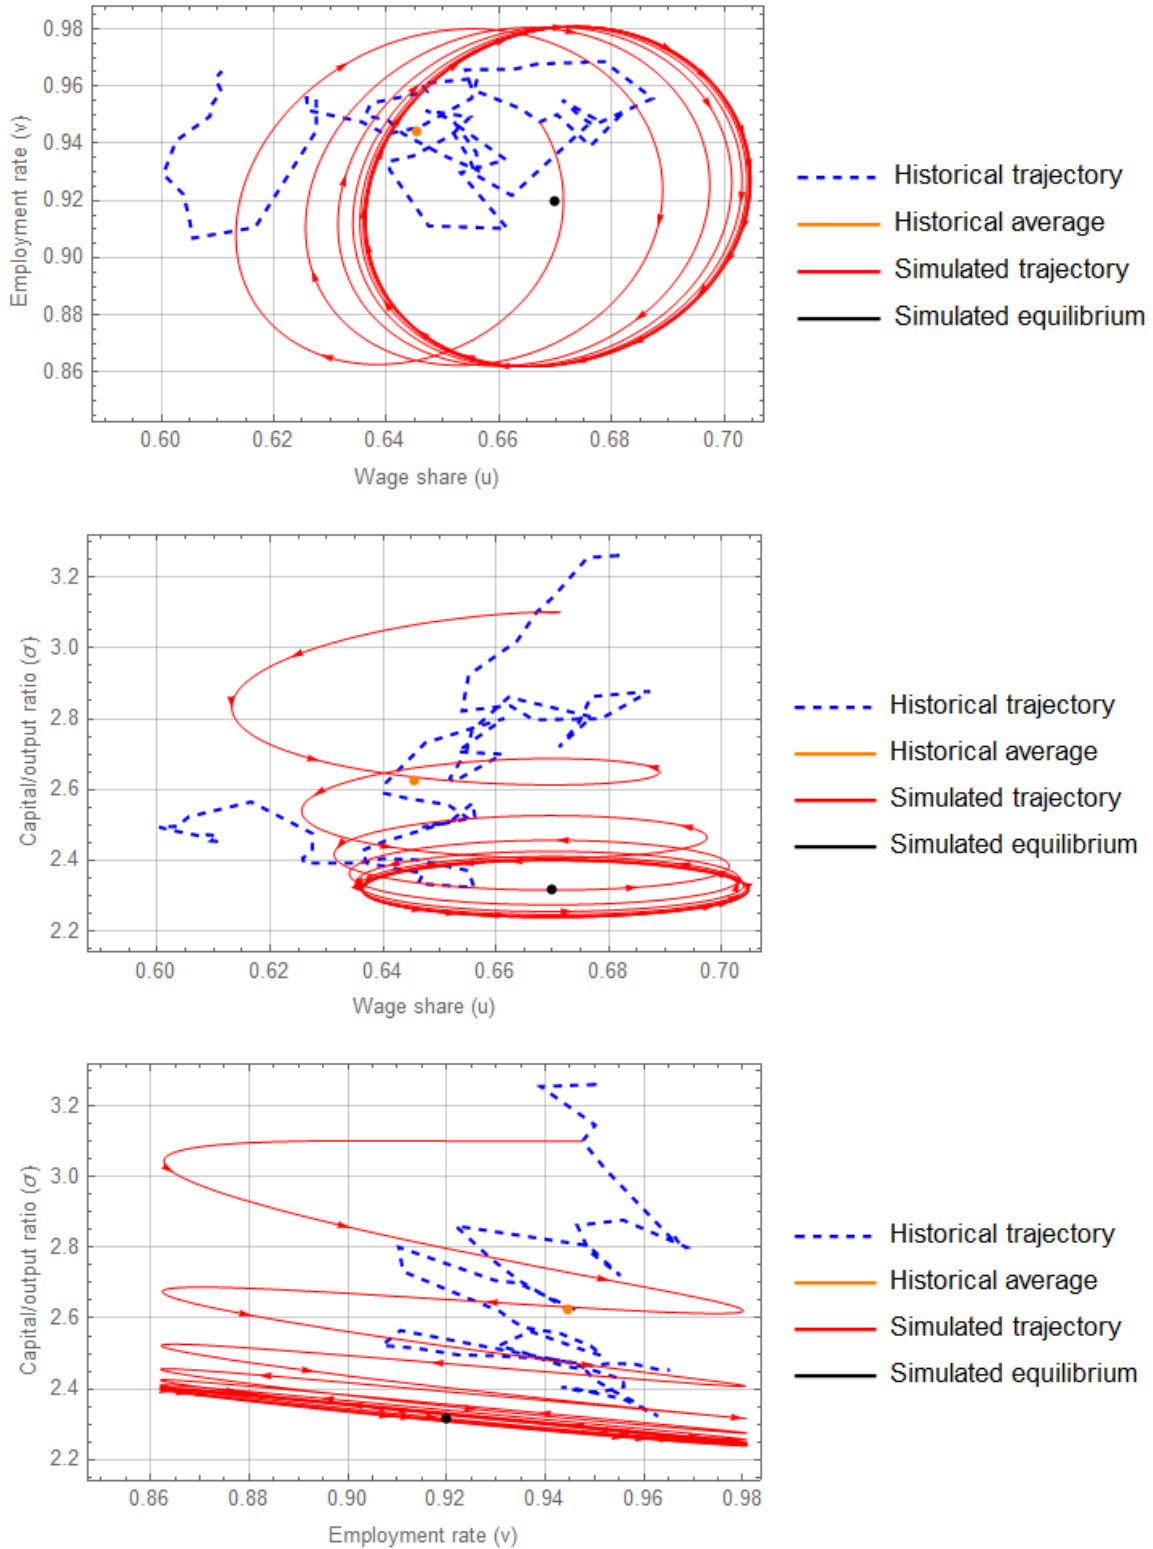 0.98
0.96
0.94
0.92
0.90
0.88
0.86
Employment rate (v)
0.60 0.62 0.64 0.66 0.68 0.70
Wage share (u)
Historical trajectory
Historical average
Simulated trajectory
Simulated equilibrium
3.2
3.0
2.8
2.6
2.4
2.2
Capital/output ratio (σ)
0.60 0.62 0.64 0.66 0.68 0.70
Wage share (u)
Historical trajectory
Historical average
Simulated trajectory
Simulated equilibrium
3.2
3.0
2.8
2.6
2.4
2.2
Capital/output ratio (σ)
0.86 0.88 0.90 0.92 0.94 0.96 0.98
Employment rate (v)
Historical trajectory
Historical average
Simulated trajectory
Simulated equilibrium